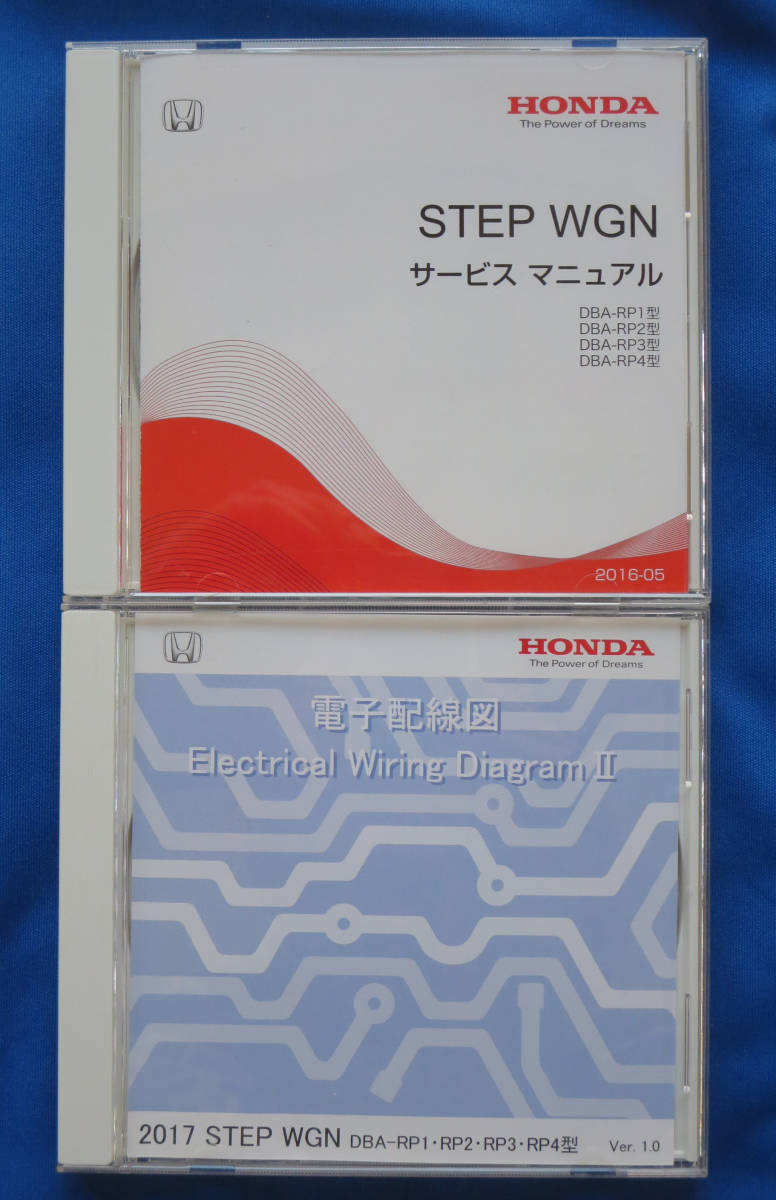 HONDA
The Power of Dreams
STEP WGN
サービス マニュアル
DBA-RP1型
DBA-RP2型
DBA-RP3型
DBA-RP4型
2016-05
HONDA
The Power of Dreams
電子配線図
Electrical Wiring Diagram Ⅱ
2017 STEP WGN DBA-RP1・RP2・RP3・RP4型 Ver. 1.0